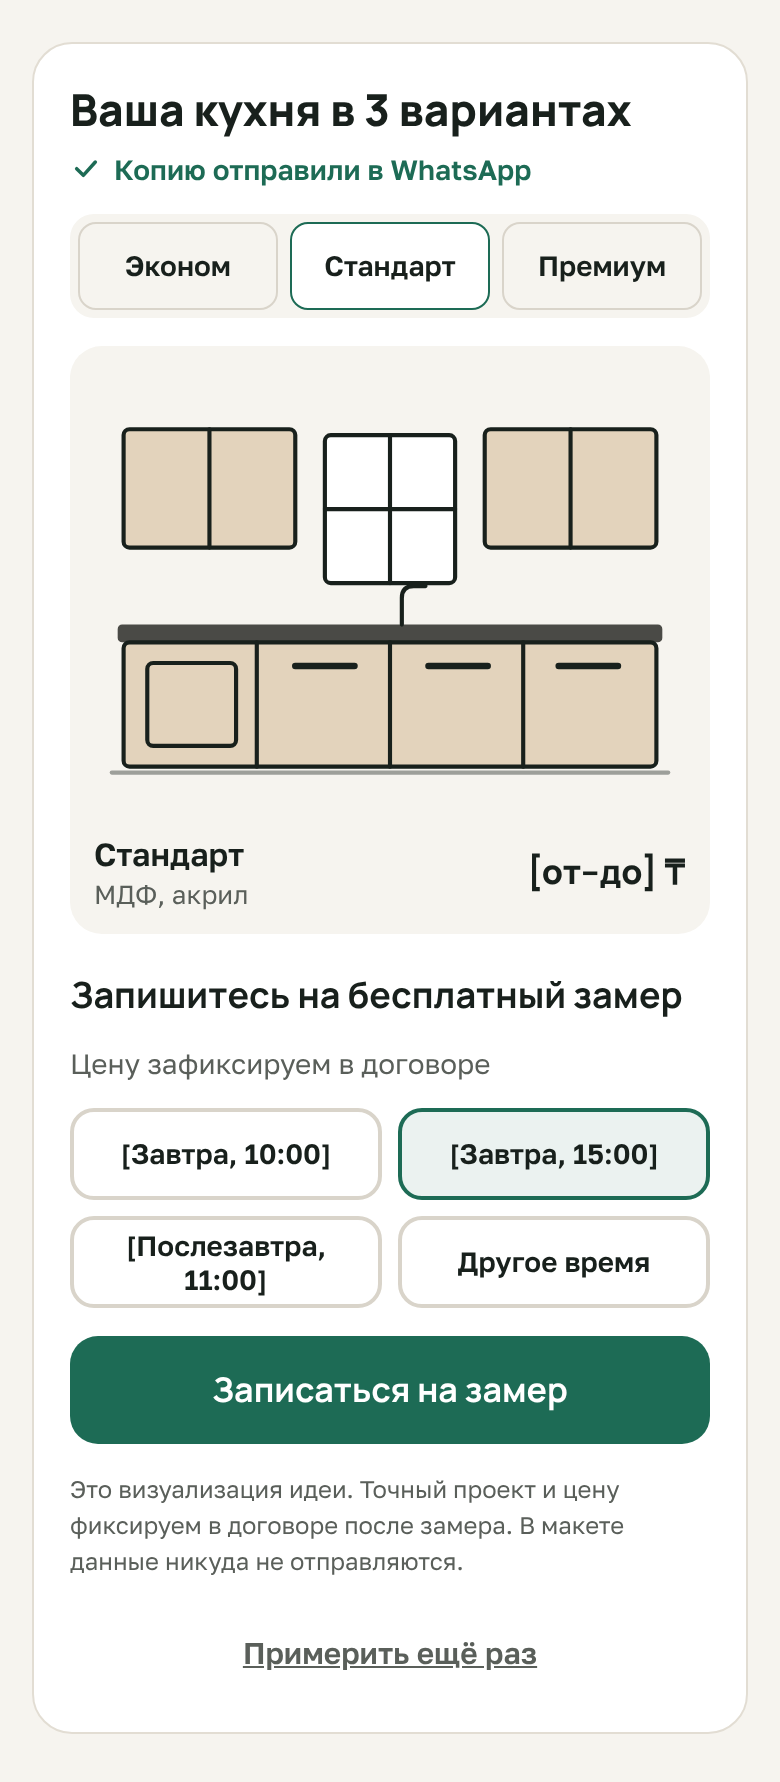 Ваша кухня в 3 вариантах
Копию отправили в WhatsApp
Эконом
Стандарт
Премиум
Стандарт
МДФ, акрил
[от–до] ₸
Запишитесь на бесплатный замер
Цену зафиксируем в договоре
[Завтра, 10:00]
[Завтра, 15:00]
[Послезавтра,
11:00]
Другое время
Записаться на замер
Это визуализация идеи. Точный проект и цену
фиксируем в договоре после замера. В макете
данные никуда не отправляются.
Примерить ещё раз